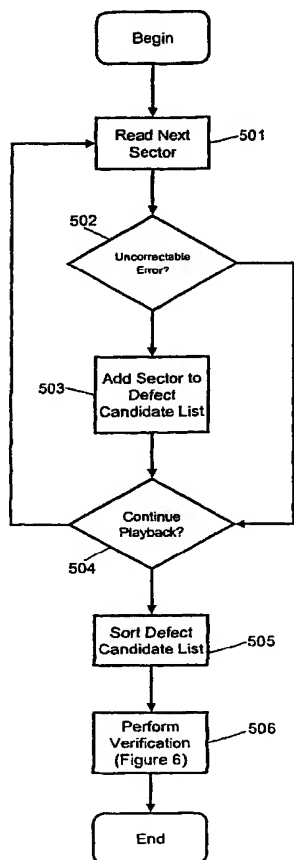 Begin
Read Next
Sector
501
502
Uncorrectable
Error?
Add Sector to
Defect
Candidate List
503
Continue
Playback?
504
Sort Defect
Candidate List
505
Perform
Verification
(Figure 6)
506
End